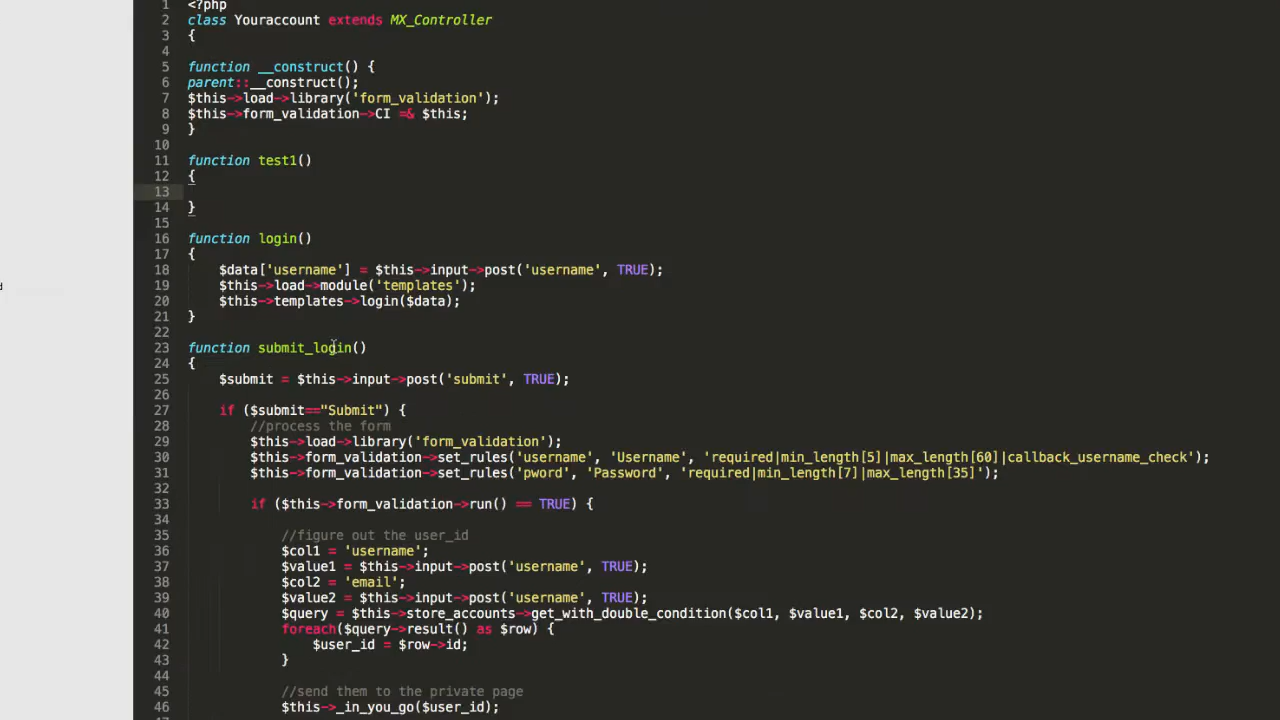 1 <?php
2 class Youraccount extends MX_Controller
3 {
4
5 function __construct() {
6 parent::__construct();
7 $this->load->library('form_validation');
8 $this->form_validation->CI =& $this;
9 }
10
11 function test1()
12 {
13
14 }
15
16 function login()
17 {
18 $data['username'] = $this->input->post('username', TRUE);
19 $this->load->module('templates');
20 $this->templates->login($data);
21 }
22
23 function submit_login()
24 {
25 $submit = $this->input->post('submit', TRUE);
26
27 if ($submit=="Submit") {
28 //process the form
29 $this->load->library('form_validation');
30 $this->form_validation->set_rules('username', 'Username', 'required|min_length[5]|max_length[60]|callback_username_check');
31 $this->form_validation->set_rules('pword', 'Password', 'required|min_length[7]|max_length[35]');
32
33 if ($this->form_validation->run() == TRUE) {
34
35 //figure out the user_id
36 $col1 = 'username';
37 $value1 = $this->input->post('username', TRUE);
38 $col2 = 'email';
39 $value2 = $this->input->post('username', TRUE);
40 $query = $this->store_accounts->get_with_double_condition($col1, $value1, $col2, $value2);
41 foreach($query->result() as $row) {
42 $user_id = $row->id;
43 }
44
45 //send them to the private page
46 $this->_in_you_go($user_id);